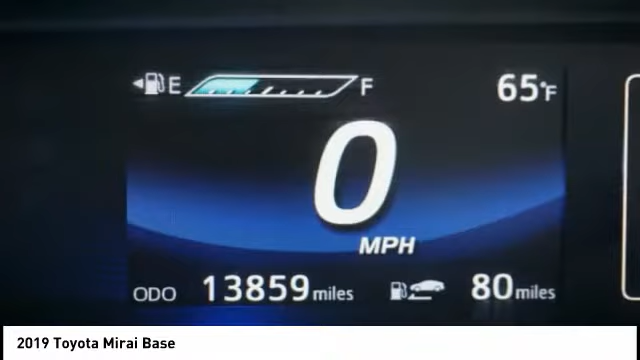 E F 65°F
0
MPH
ODO 13859 miles 80 miles
2019 Toyota Mirai Base